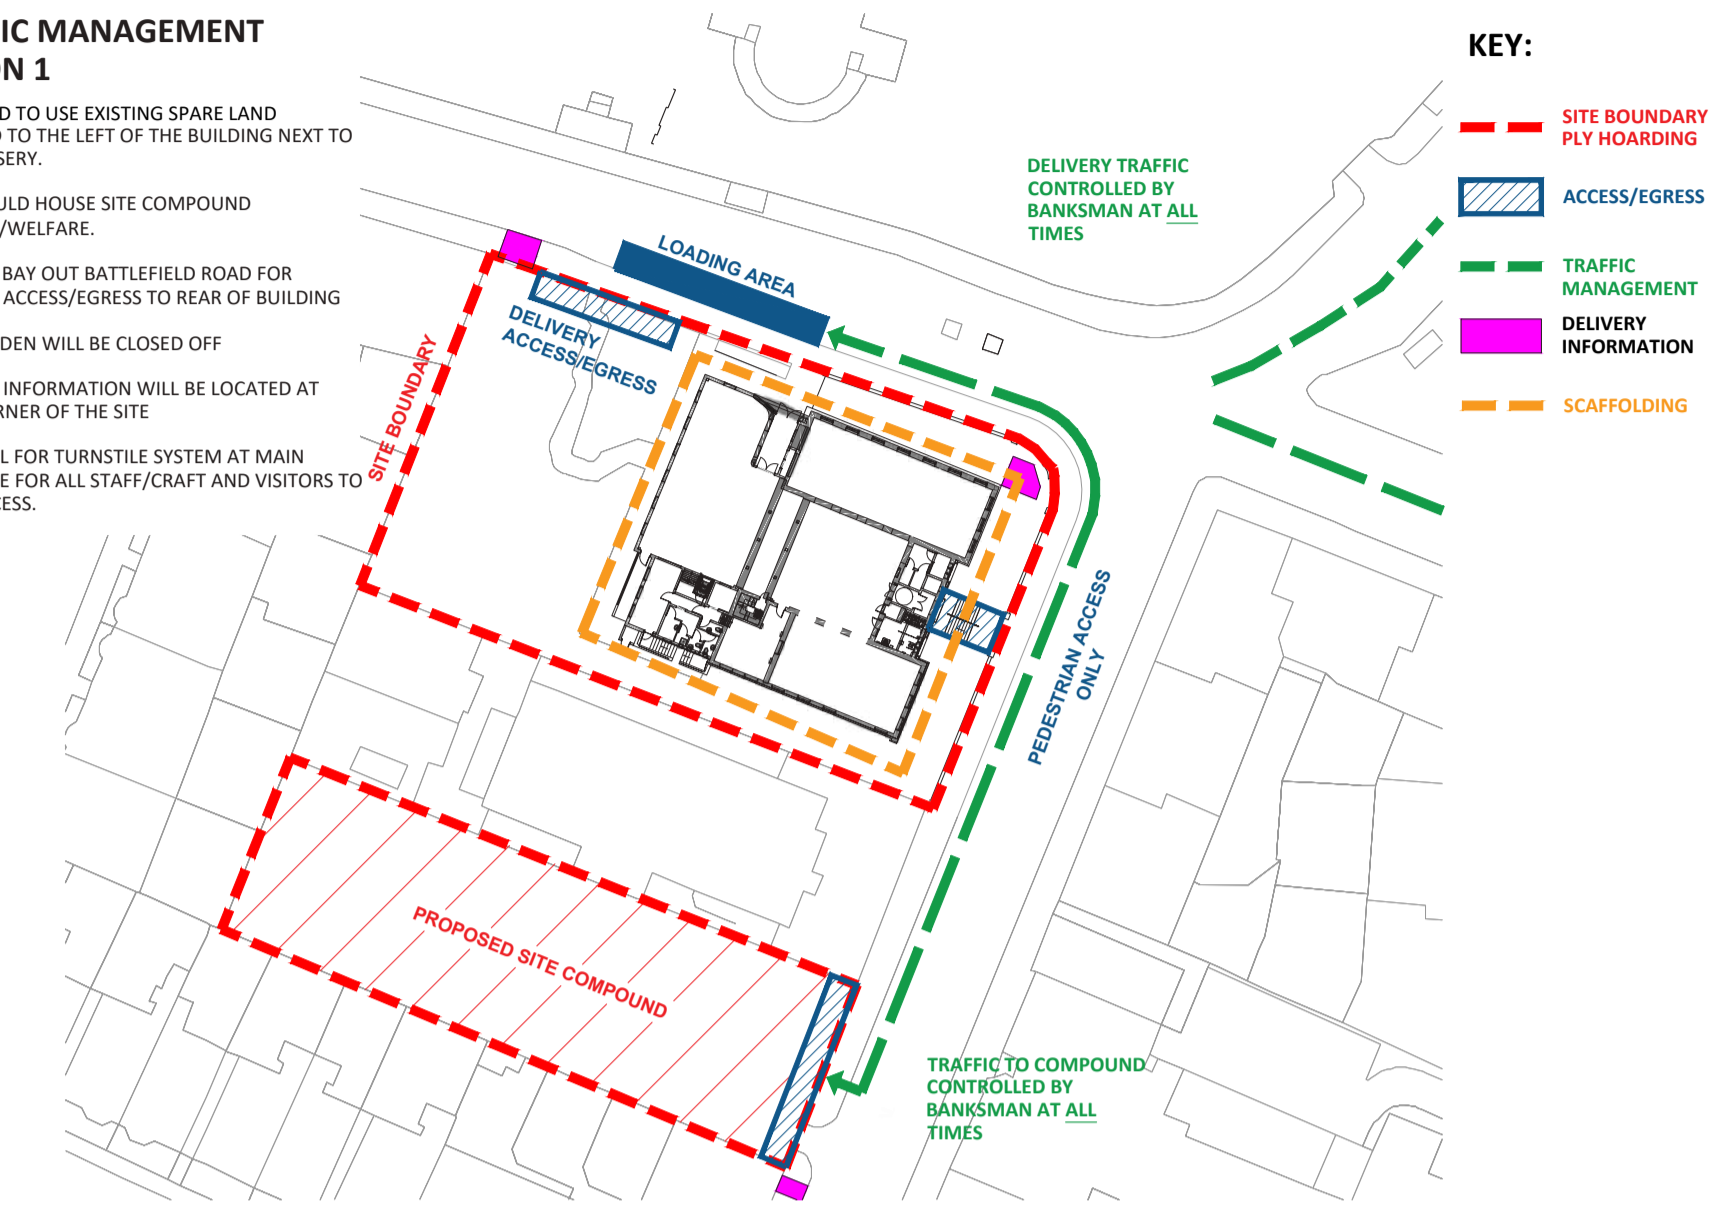 IC MANAGEMENT
ON 1
D TO USE EXISTING SPARE LAND
D TO THE LEFT OF THE BUILDING NEXT TO
SERY.
ULD HOUSE SITE COMPOUND
/WELFARE.
BAY OUT BATTLEFIELD ROAD FOR
ACCESS/EGRESS TO REAR OF BUILDING
DEN WILL BE CLOSED OFF
INFORMATION WILL BE LOCATED AT
RNER OF THE SITE
L FOR TURNSTILE SYSTEM AT MAIN
E FOR ALL STAFF/CRAFT AND VISITORS TO
CESS.
LOADING AREA
DELIVERY
ACCESS/EGRESS
SITE BOUNDARY
DELIVERY TRAFFIC
CONTROLLED BY
BANKSMAN AT ALL
TIMES
PEDESTRIAN ACCESS
ONLY
PROPOSED SITE COMPOUND
TRAFFIC TO COMPOUND
CONTROLLED BY
BANKSMAN AT ALL
TIMES
KEY:
SITE BOUNDARY
PLY HOARDING
ACCESS/EGRESS
TRAFFIC
MANAGEMENT
DELIVERY
INFORMATION
SCAFFOLDING